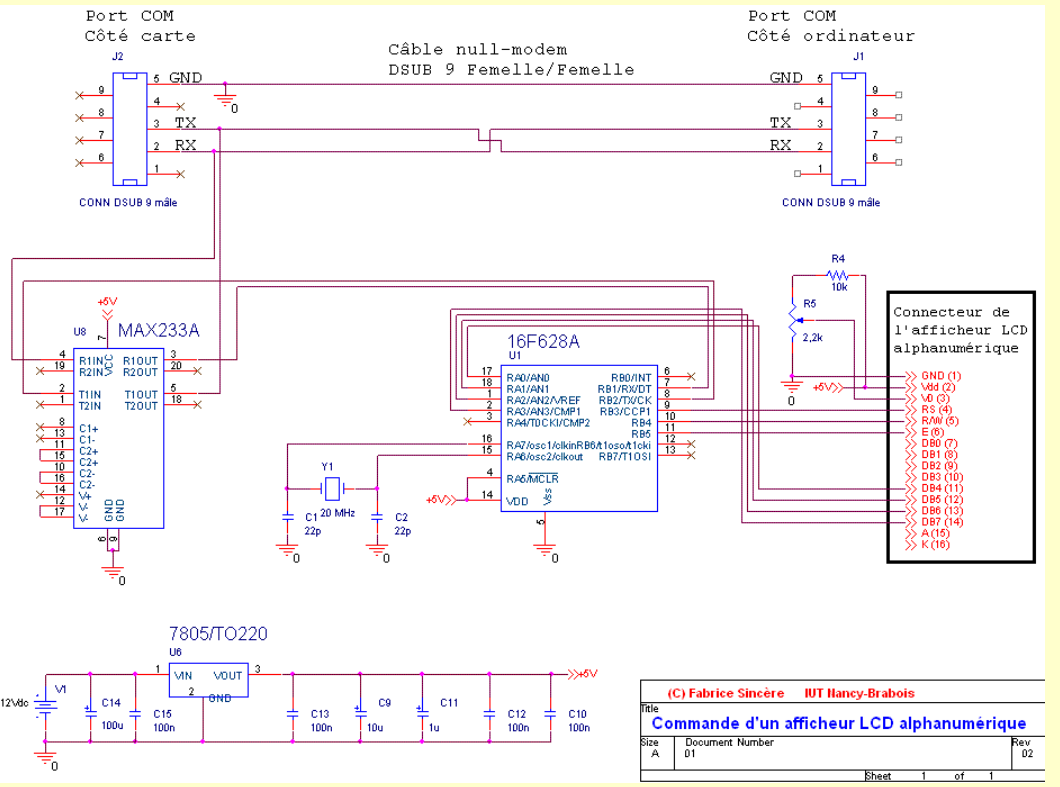 Port COM
Côté carte
J2
Câble null-modem
DSUB 9 Femelle/Femelle
Port COM
Côté ordinateur
J1
5 GND
9
4
8
3 TX
7
2 RX
6
1
CONN DSUB 9 mâle
0
GND 5
9
4
8
TX 3
7
RX 2
6
1
CONN DSUB 9 mâle
+5V
U8 MAX233A
7
4 R1IN
19 R2IN
VCC
R1OUT 3
R2OUT 20
2 T1IN
1 T2IN
T1OUT 5
T2OUT 18
8 C1+
13 C1-
11 C2+
15 C2+
10 C2-
16 C2-
14 V+
12 V-
17 V-
GND
GND
6
9
0
16F628A
U1
17 RA0/AN0
18 RA1/AN1
1 RA2/AN2/VREF
2 RA3/AN3/CMP1
3 RA4/T0CKI/CMP2
16 RA7/osc1/clkin
15 RA6/osc2/clkout
4 RA5/MCLR
14 VDD
Vss
5
0
RB0/INT 6
RB1/RX/DT 7
RB2/TX/CK 8
RB3/CCP1 9
RB4 10
RB5 11
RB6/t1oso/t1cki 12
RB7/T1OSI 13
+5V
Y1
20 MHz
C1
22p
0
C2
22p
0
R4
10k
R5
2,2k
0
+5V
Connecteur de
l'afficheur LCD
alphanumérique
GND (1)
Vdd (2)
V0 (3)
RS (4)
R/W (5)
E (6)
DB0 (7)
DB1 (8)
DB2 (9)
DB3 (10)
DB4 (11)
DB5 (12)
DB6 (13)
DB7 (14)
A (15)
K (16)
7805/TO220
U6
1 VIN
VOUT 3
2
GND
+5V
12Vdc
V1
0
C14
100u
C15
100n
C13
100n
C9
10u
C11
1u
C12
100n
C10
100n
(C) Fabrice Sincère IUT Nancy-Brabois
Title
Commande d'un afficheur LCD alphanumérique
Size
A
Document Number
01
Rev
02
Sheet 1 of 1